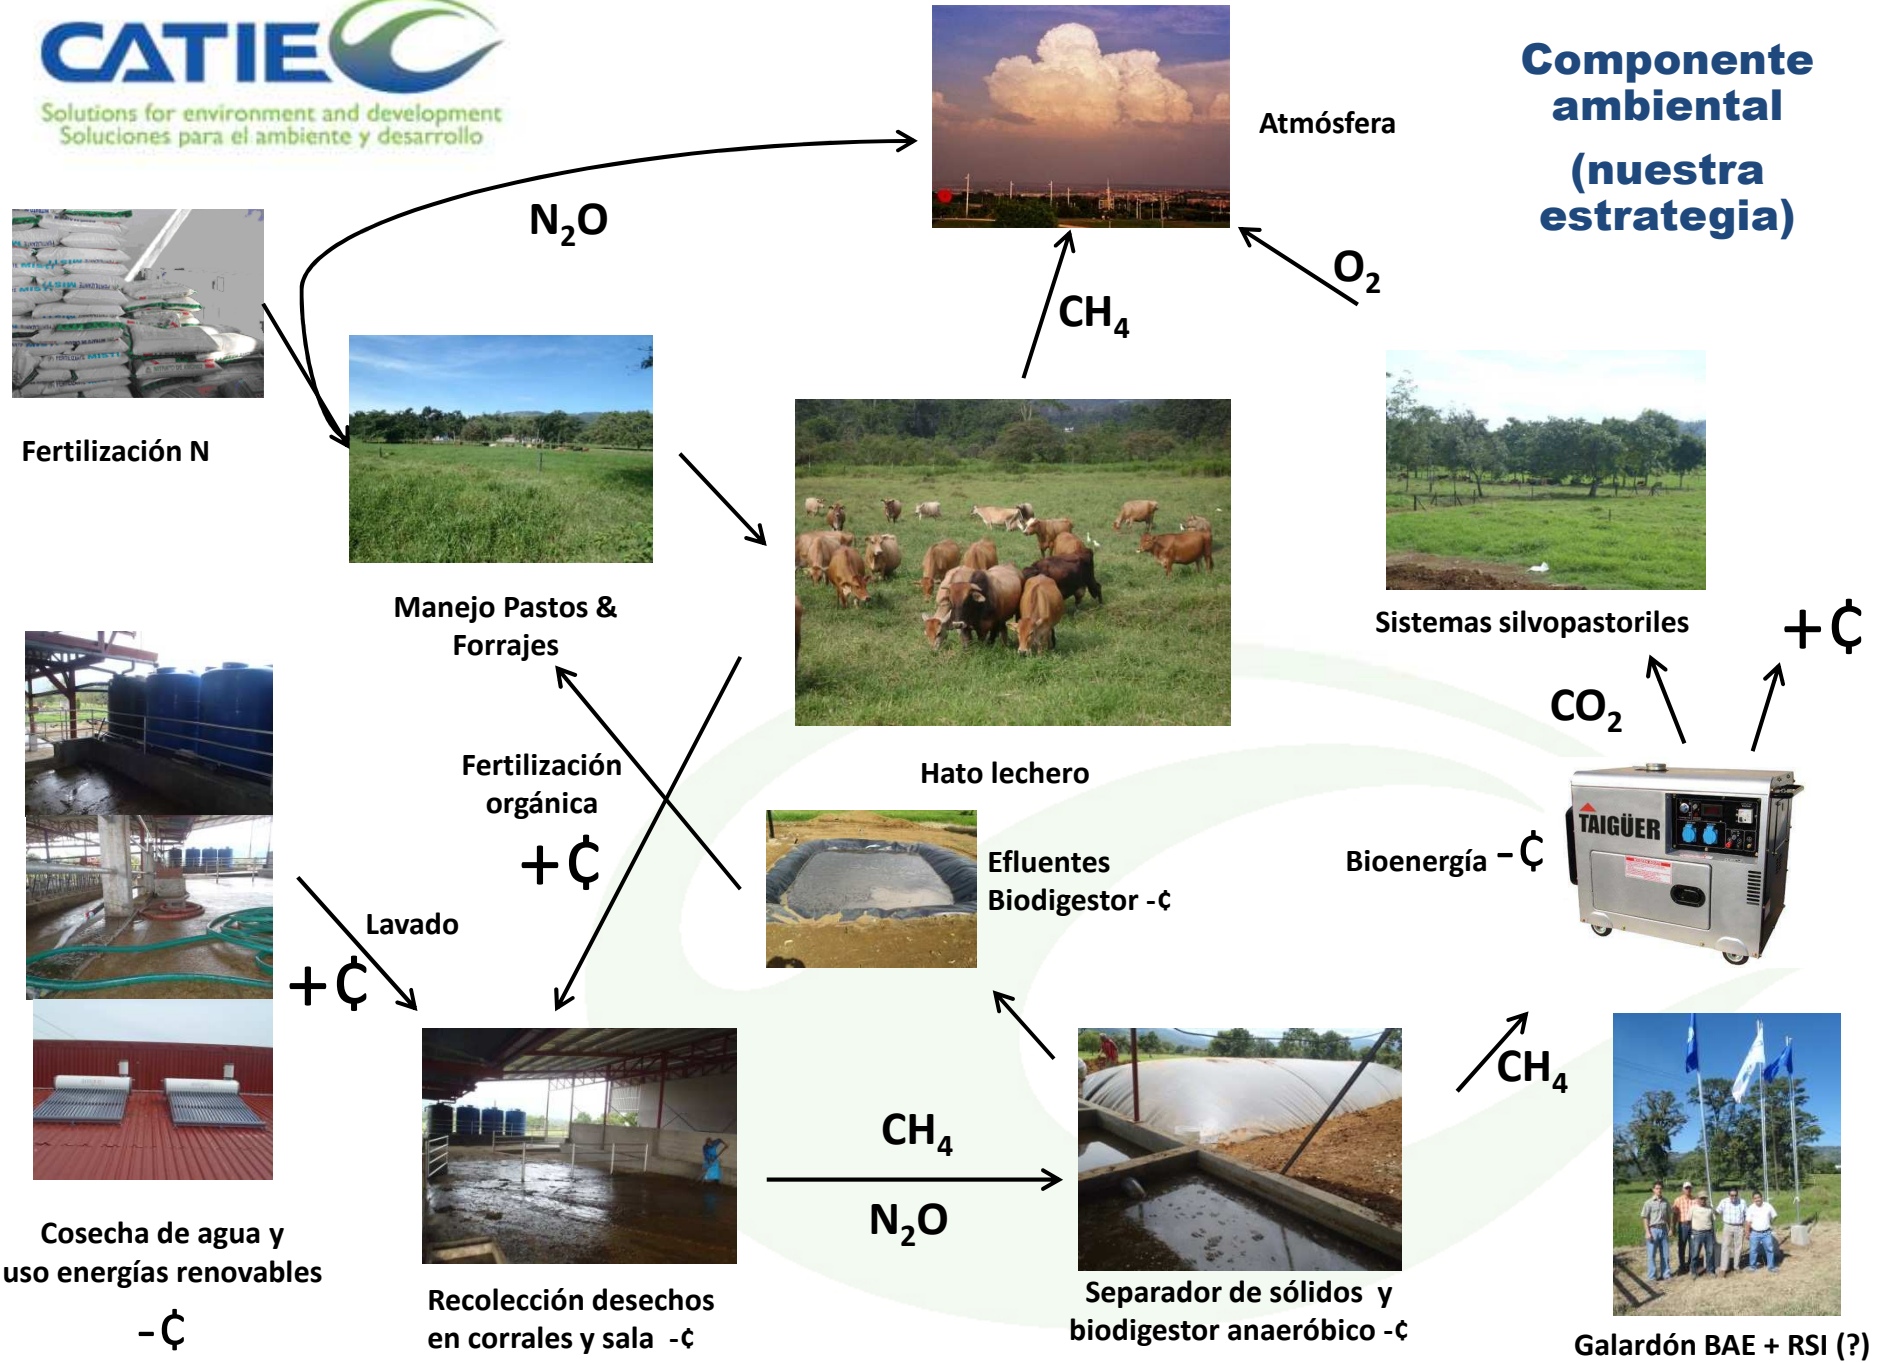 CATIE
Solutions for environment and development
Soluciones para el ambiente y desarrollo
Componente
ambiental
(nuestra
estrategia)
Atmósfera
N₂O
O₂
CH₄
MISTI
Fertilización N
Manejo Pastos &
Forrajes
Sistemas silvopastoriles
+₵
CO₂
Fertilización
orgánica
+₵
Hato lechero
TAIGÜER
Efluentes
Biodigestor -¢
Bioenergía -₵
Lavado
+₵
CH₄
CH₄
N₂O
Cosecha de agua y
uso energías renovables
-₵
Recolección desechos
en corrales y sala -¢
Separador de sólidos y
biodigestor anaeróbico -¢
Galardón BAE + RSI (?)